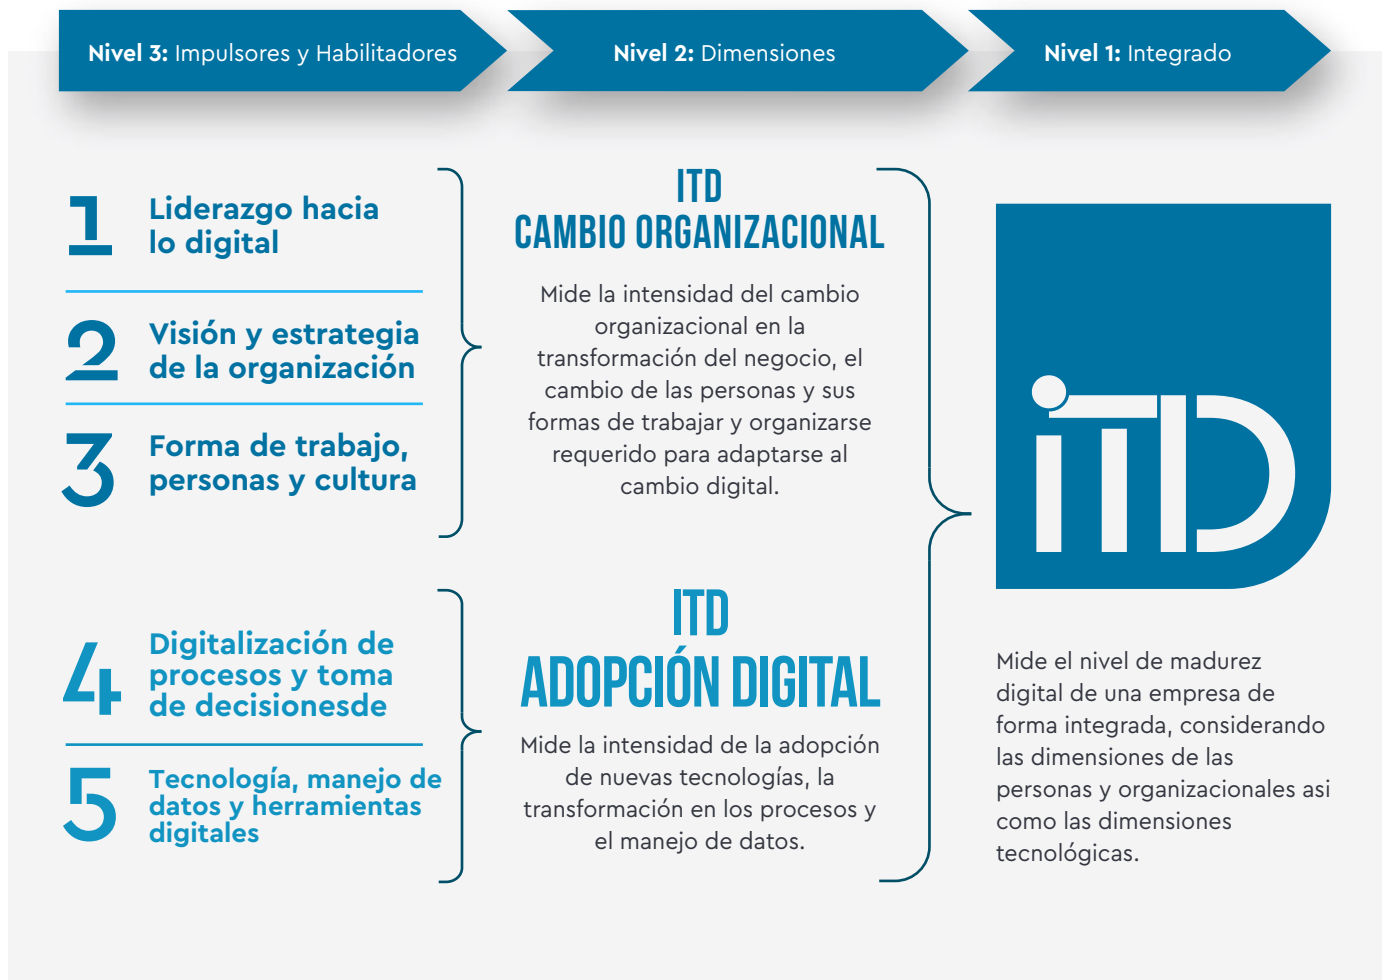 Nivel 3: Impulsores y Habilitadores
Nivel 2: Dimensiones
Nivel 1: Integrado
1
Liderazgo hacia
lo digital
2
Visión y estrategia
de la organización
3
Forma de trabajo,
personas y cultura
4
Digitalización de
procesos y toma
de decisionesde
5
Tecnología, manejo de
datos y herramientas
digitales
ITD
CAMBIO ORGANIZACIONAL
Mide la intensidad del cambio
organizacional en la
transformación del negocio, el
cambio de las personas y sus
formas de trabajar y organizarse
requerido para adaptarse al
cambio digital.
ITD
ADOPCIÓN DIGITAL
Mide la intensidad de la adopción
de nuevas tecnologías, la
transformación en los procesos y
el manejo de datos.
iTD
Mide el nivel de madurez
digital de una empresa de
forma integrada, considerando
las dimensiones de las
personas y organizacionales asi
como las dimensiones
tecnológicas.